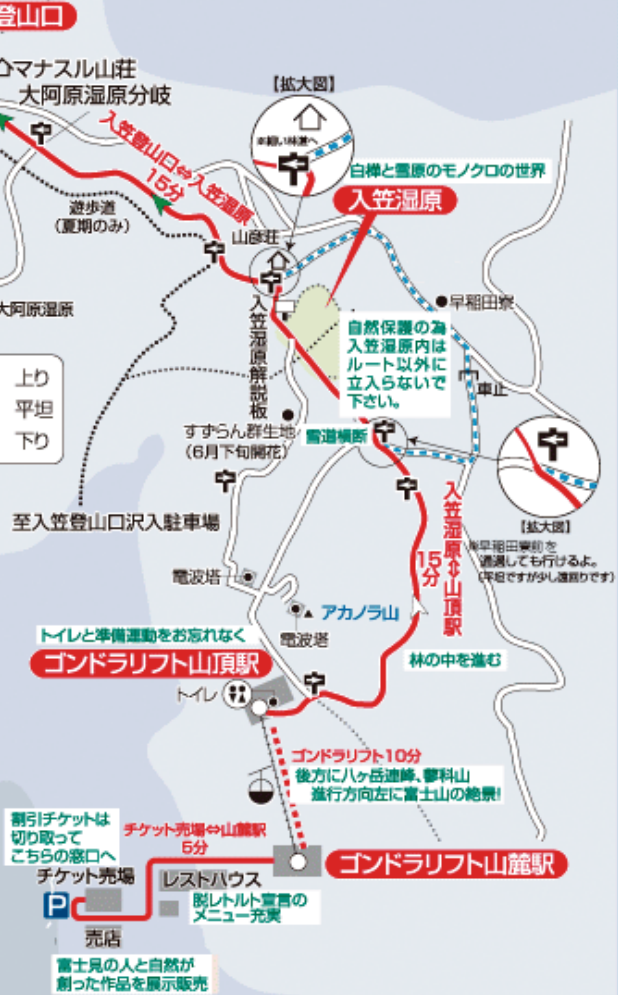 登山口
マナスル山荘
大阿原湿原分岐
【拡大図】
※細い林道へ
入笠登山口⇔入笠湿原
15分
白樺と雪原のモノクロの世界
入笠湿原
遊歩道
(夏期のみ)
山彦荘
大阿原湿原
入笠湿原解説板
早稲田寮
自然保護の為
入笠湿原内は
ルート以外に
立入らないで
下さい。
上り
平坦
下り
車止
すずらん群生地
(6月下旬開花)
雪道横断
【拡大図】
至入笠登山口沢入駐車場
入笠湿原⇔山頂駅
15分
※早稲田寮前を
通過しても行けるよ。
(平坦ですが少し遠回りです)
電波塔
アカノラ山
電波塔
トイレと準備運動をお忘れなく
ゴンドラリフト山頂駅
林の中を進む
トイレ
ゴンドラリフト10分
後方に八ヶ岳連峰、蓼科山
進行方向左に富士山の絶景!
割引チケットは
切り取って
こちらの窓口へ
チケット売場⇔山麓駅
5分
ゴンドラリフト山麓駅
チケット売場
レストハウス
P
脱レトルト宣言の
メニュー充実
売店
富士見の人と自然が
創った作品を展示販売